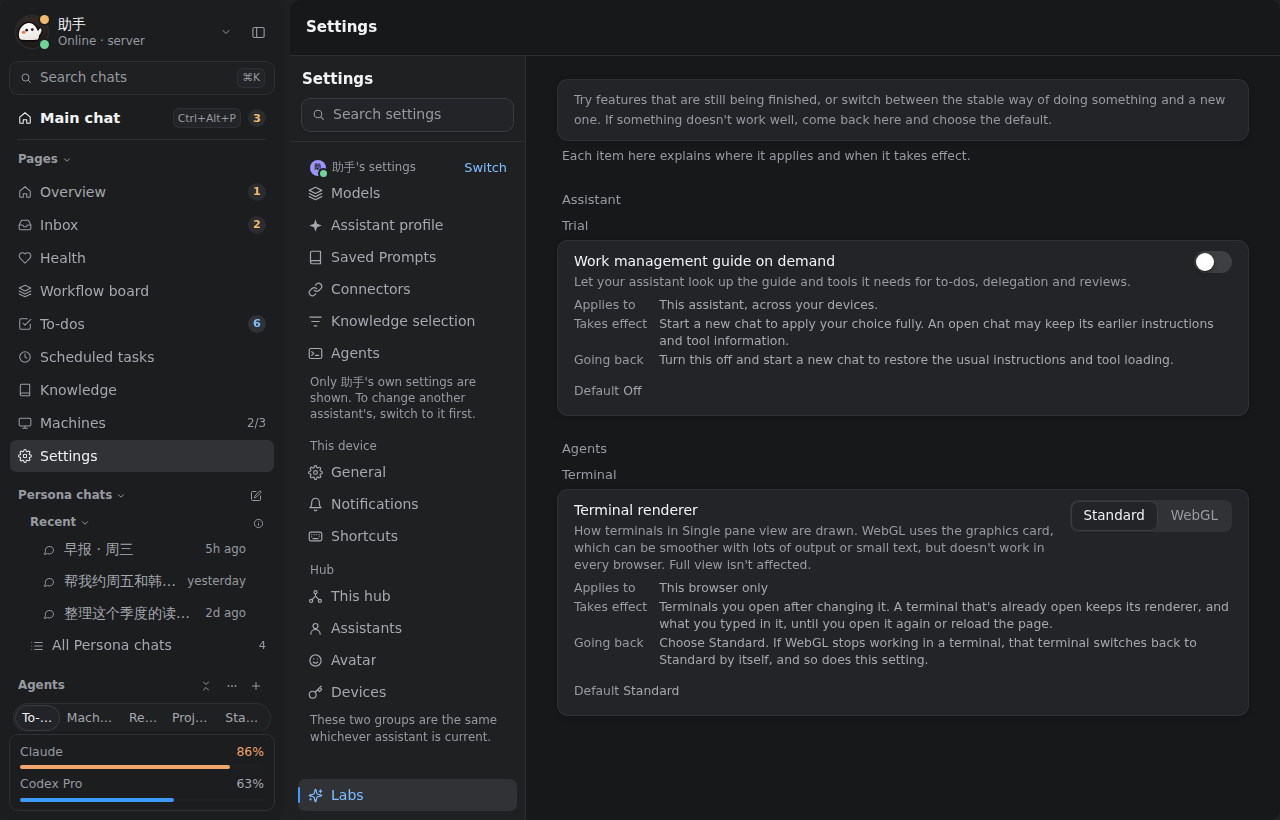 助手
Online · server
Search chats
⌘K
Main chat
Ctrl+Alt+P
3
Pages
Overview
1
Inbox
2
Health
Workflow board
To-dos
6
Scheduled tasks
Knowledge
Machines
2/3
Settings
Persona chats
Recent
早报 · 周三
5h ago
帮我约周五和韩…
yesterday
整理这个季度的读…
2d ago
All Persona chats
4
Agents
To-…
Mach…
Re…
Proj…
Sta…
Claude
86%
Codex Pro
63%
Settings
Settings
Search settings
助手's settings
Switch
Models
Assistant profile
Saved Prompts
Connectors
Knowledge selection
Agents
Only 助手's own settings are
shown. To change another
assistant's, switch to it first.
This device
General
Notifications
Shortcuts
Hub
This hub
Assistants
Avatar
Devices
These two groups are the same
whichever assistant is current.
Labs
Try features that are still being finished, or switch between the stable way of doing something and a new
one. If something doesn't work well, come back here and choose the default.
Each item here explains where it applies and when it takes effect.
Assistant
Trial
Work management guide on demand
Let your assistant look up the guide and tools it needs for to-dos, delegation and reviews.
Applies to
This assistant, across your devices.
Takes effect
Start a new chat to apply your choice fully. An open chat may keep its earlier instructions
and tool information.
Going back
Turn this off and start a new chat to restore the usual instructions and tool loading.
Default Off
Agents
Terminal
Terminal renderer
Standard
WebGL
How terminals in Single pane view are drawn. WebGL uses the graphics card,
which can be smoother with lots of output or small text, but doesn't work in
every browser. Full view isn't affected.
Applies to
This browser only
Takes effect
Terminals you open after changing it. A terminal that's already open keeps its renderer, and
what you typed in it, until you open it again or reload the page.
Going back
Choose Standard. If WebGL stops working in a terminal, that terminal switches back to
Standard by itself, and so does this setting.
Default Standard